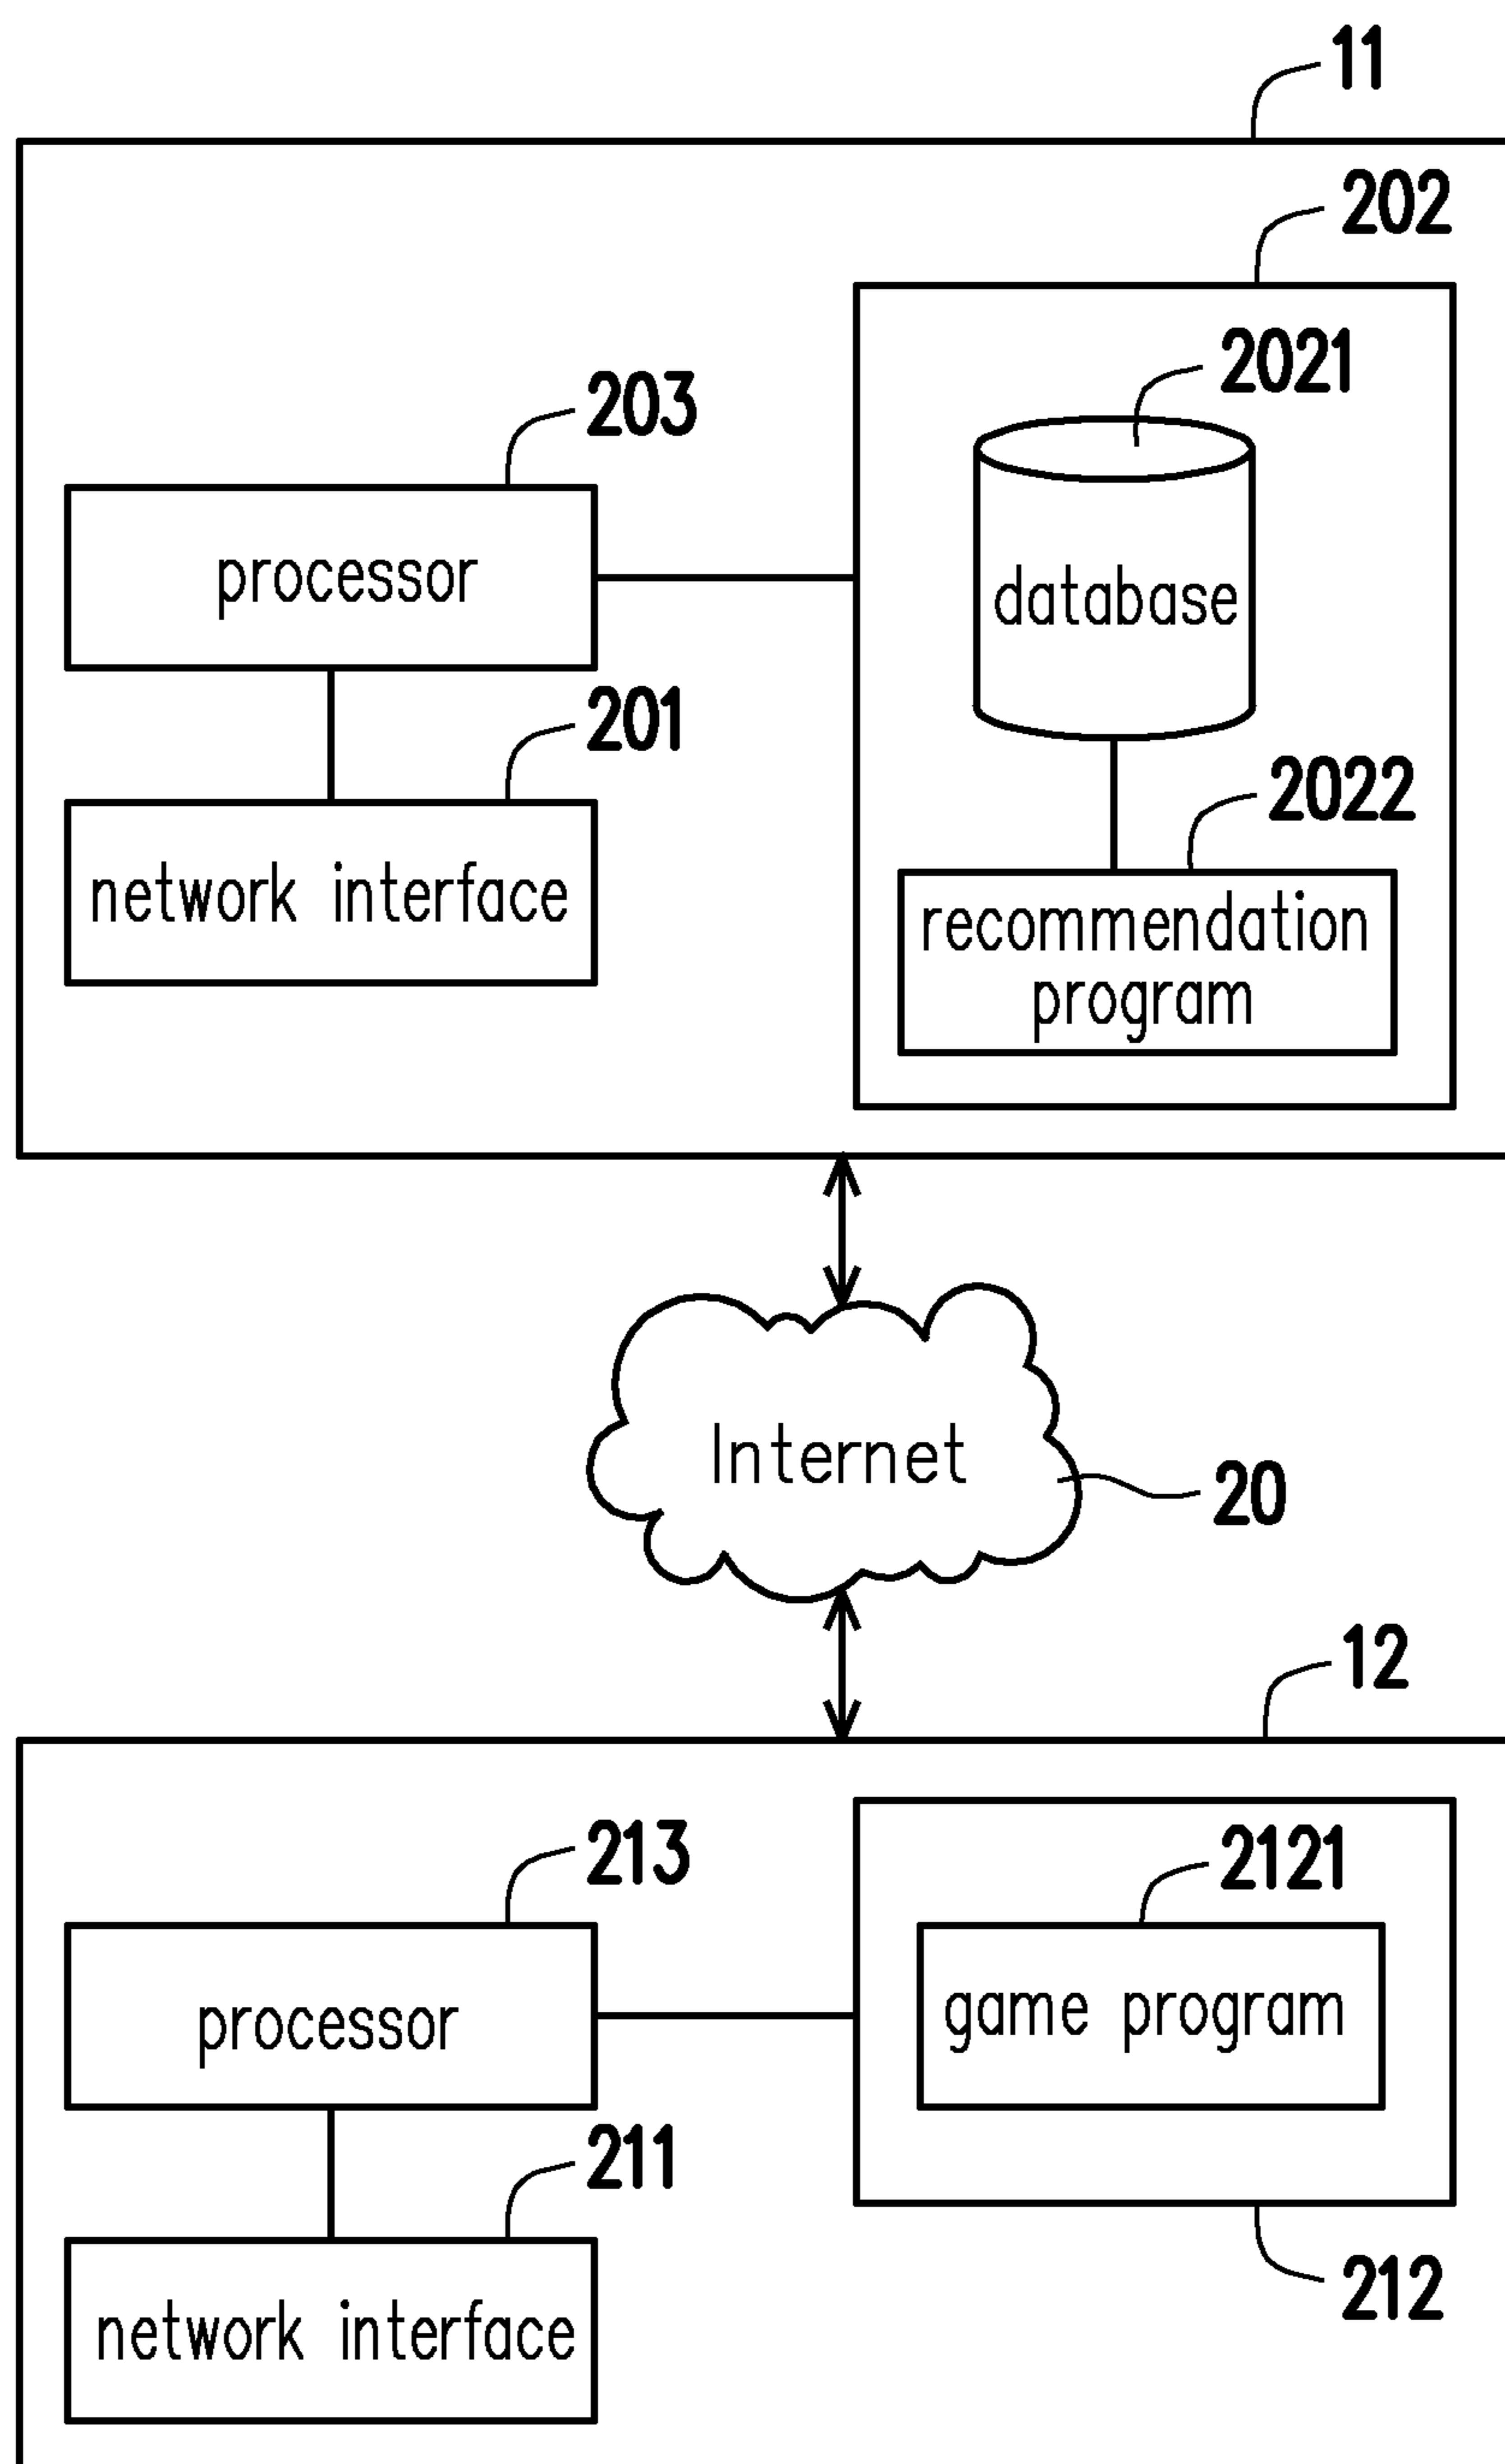 11
202
2021
203
processor
database
201
2022
network interface
recommendation
program
Internet
20
12
213
2121
processor
game program
211
212
network interface